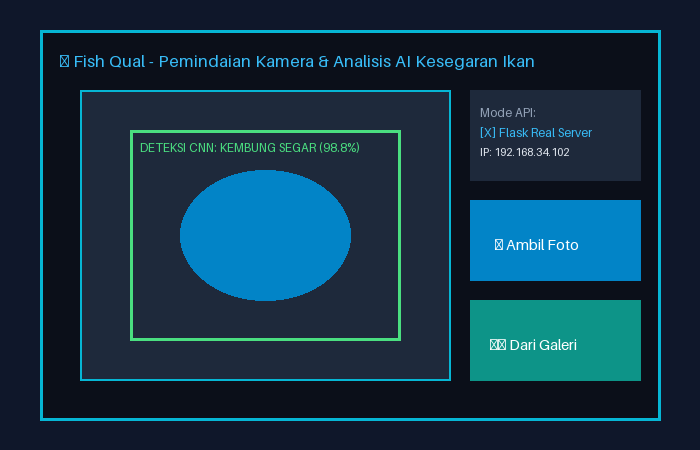 Fish Qual - Pemindaian Kamera & Analisis AI Kesegaran Ikan
DETEKSI CNN: KEMBUNG SEGAR (98.8%)
Mode API:
[X] Flask Real Server
IP: 192.168.34.102
Ambil Foto
Dari Galeri